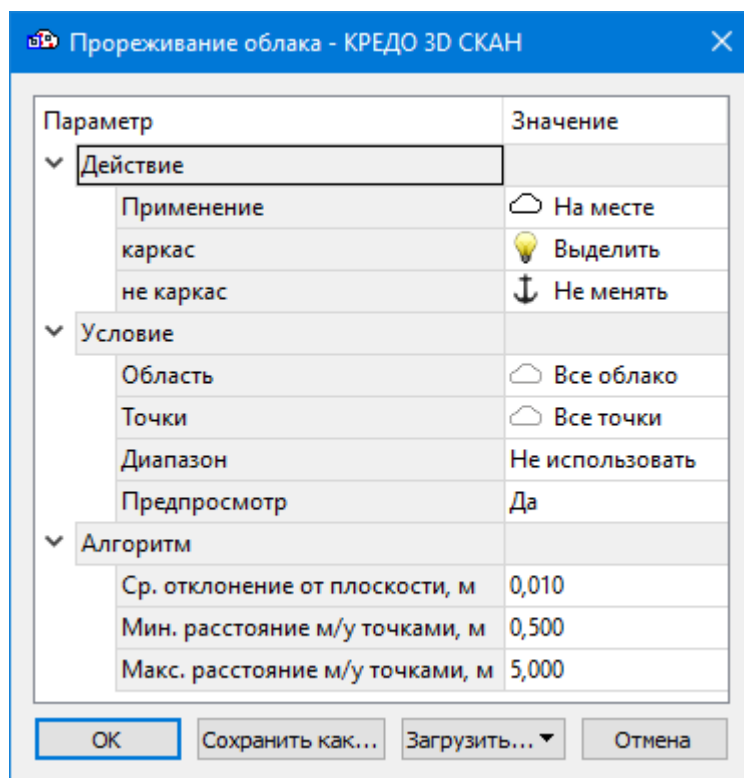 Прореживание облака - КРЕДО 3D СКАН
Параметр Значение
Действие
Применение На месте
каркас Выделить
не каркас Не менять
Условие
Область Все облако
Точки Все точки
Диапазон Не использовать
Предпросмотр Да
Алгоритм
Ср. отклонение от плоскости, м 0,010
Мин. расстояние м/у точками, м 0,500
Макс. расстояние м/у точками, м 5,000
ОК Сохранить как... Загрузить... Отмена